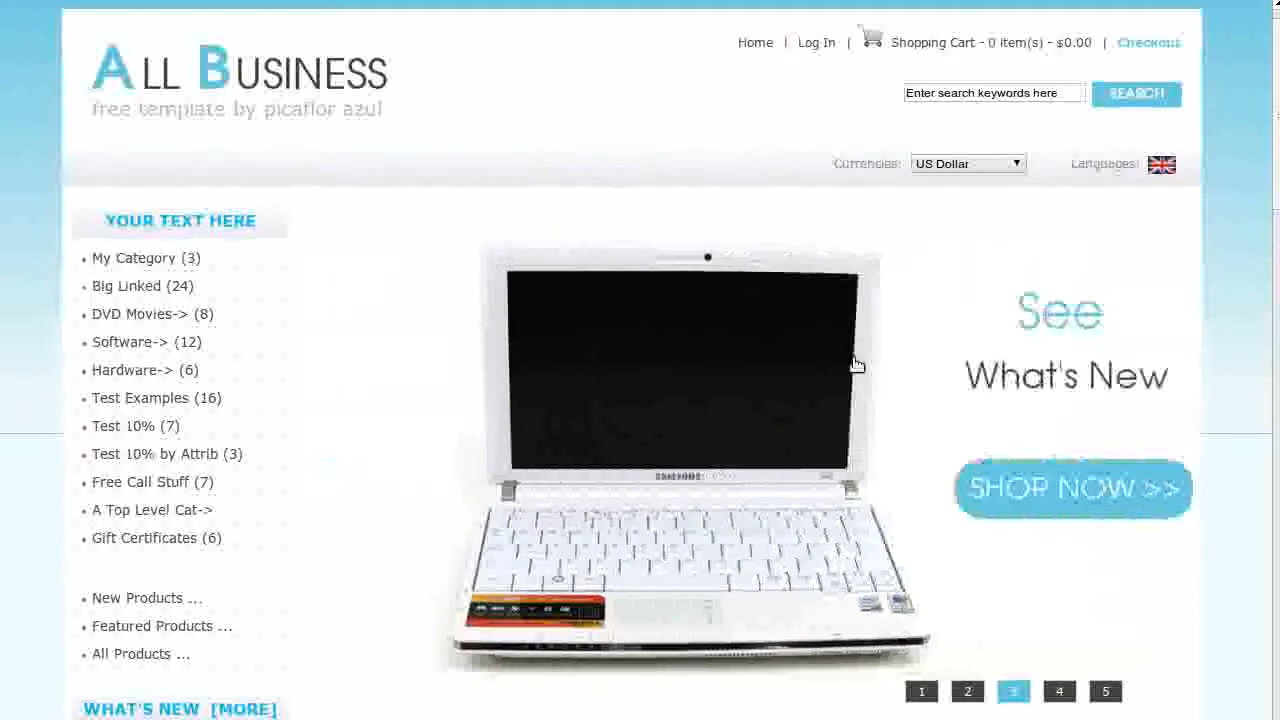 Home | Log In | Shopping Cart - 0 item(s) - $0.00 | Checkout
ALL BUSINESS
free template by picaflor azul
Enter search keywords here SEARCH
Currencies: US Dollar Languages:
YOUR TEXT HERE
My Category (3)
Big Linked (24)
DVD Movies-> (8)
Software-> (12)
Hardware-> (6)
Test Examples (16)
Test 10% (7)
Test 10% by Attrib (3)
Free Call Stuff (7)
A Top Level Cat->
Gift Certificates (6)
New Products ...
Featured Products ...
All Products ...
WHAT'S NEW [MORE]
SAMSUNG
See
What's New
SHOP NOW >>
1 2 3 4 5